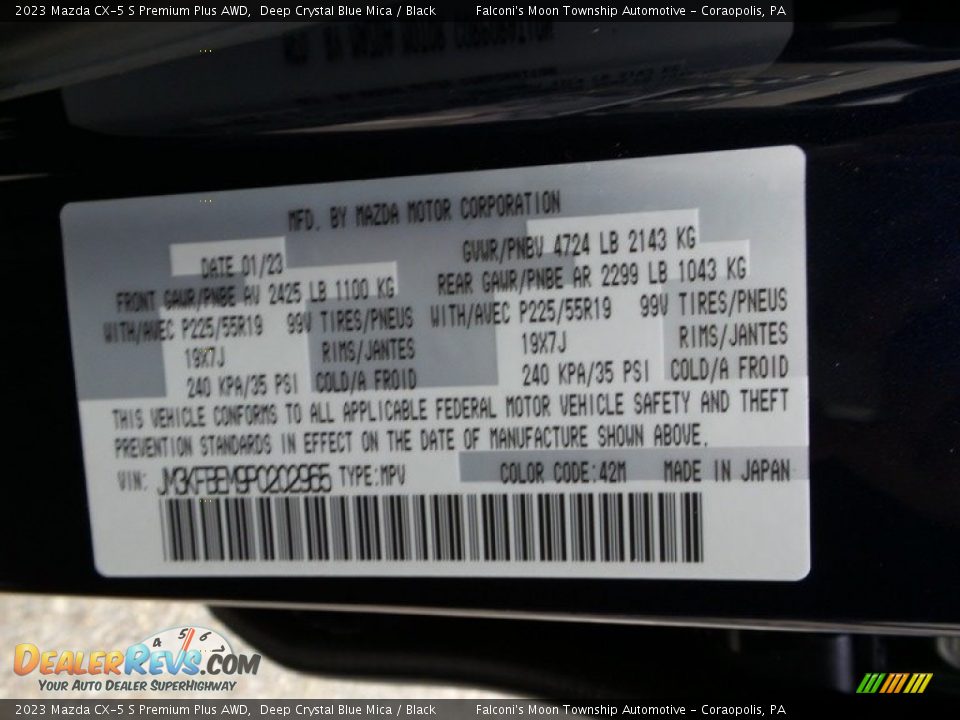 2023 Mazda CX-5 S Premium Plus AWD, Deep Crystal Blue Mica / Black Falconi's Moon Township Automotive - Coraopolis, PA
MFD. BY MAZDA MOTOR CORPORATION
DATE 01/23 GVWR/PNBV 4724 LB 2143 KG
FRONT GAWR/PNBE AV 2425 LB 1100 KG REAR GAWR/PNBE AR 2299 LB 1043 KG
WITH/AVEC P225/55R19 99V TIRES/PNEUS WITH/AVEC P225/55R19 99V TIRES/PNEUS
19X7J RIMS/JANTES 19X7J RIMS/JANTES
240 KPA/35 PSI COLD/A FROID 240 KPA/35 PSI COLD/A FROID
THIS VEHICLE CONFORMS TO ALL APPLICABLE FEDERAL MOTOR VEHICLE SAFETY AND THEFT
PREVENTION STANDARDS IN EFFECT ON THE DATE OF MANUFACTURE SHOWN ABOVE.
VIN: JM3KFBEM9P0202965 TYPE:MPV COLOR CODE:42M MADE IN JAPAN
4 5 6
DealerRevs.com
Your Auto Dealer SuperHighway
2023 Mazda CX-5 S Premium Plus AWD, Deep Crystal Blue Mica / Black Falconi's Moon Township Automotive - Coraopolis, PA